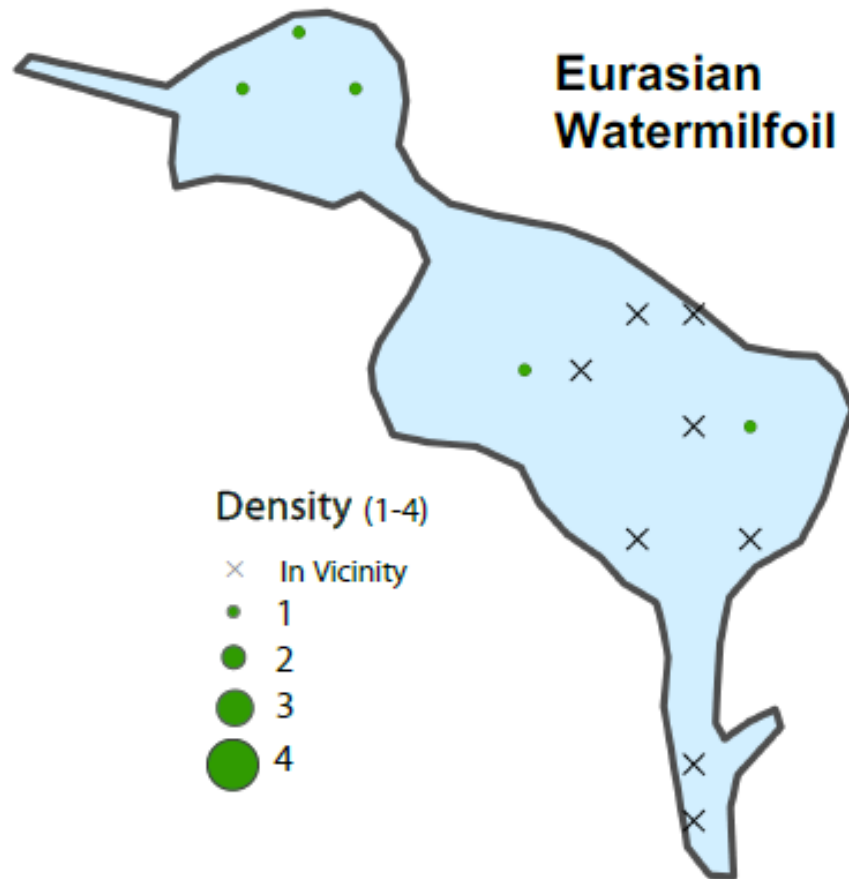 Eurasian
Watermilfoil
Density (1-4)
In Vicinity
1
2
3
4